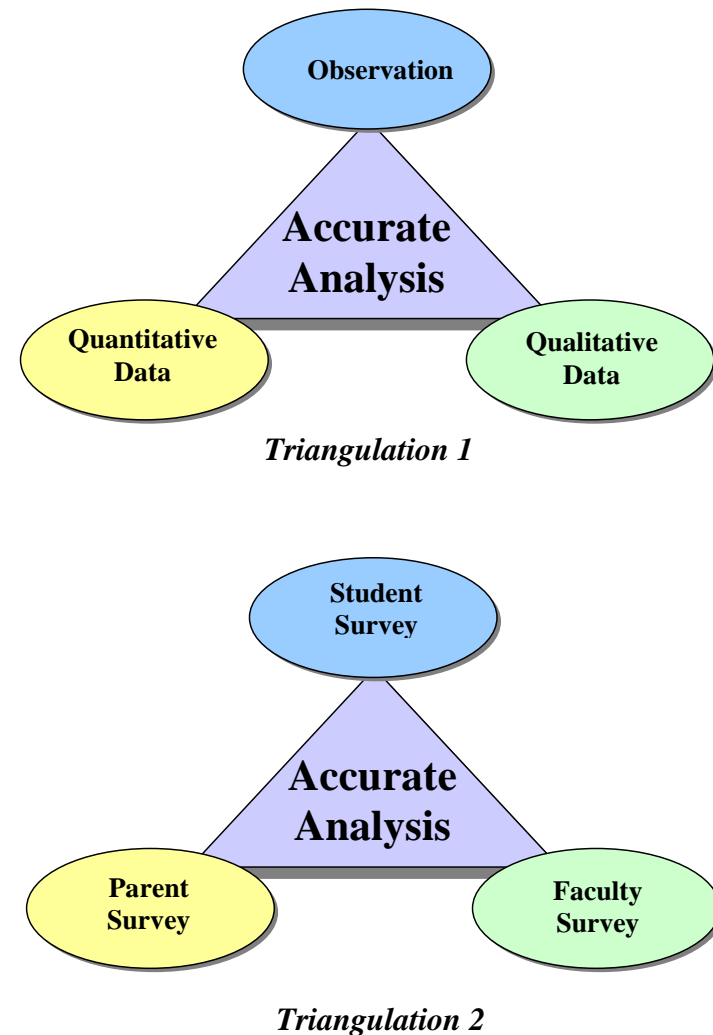 Observation
Accurate
Analysis
Quantitative
Data
Qualitative
Data
Triangulation 1
Student
Survey
Accurate
Analysis
Parent
Survey
Faculty
Survey
Triangulation 2